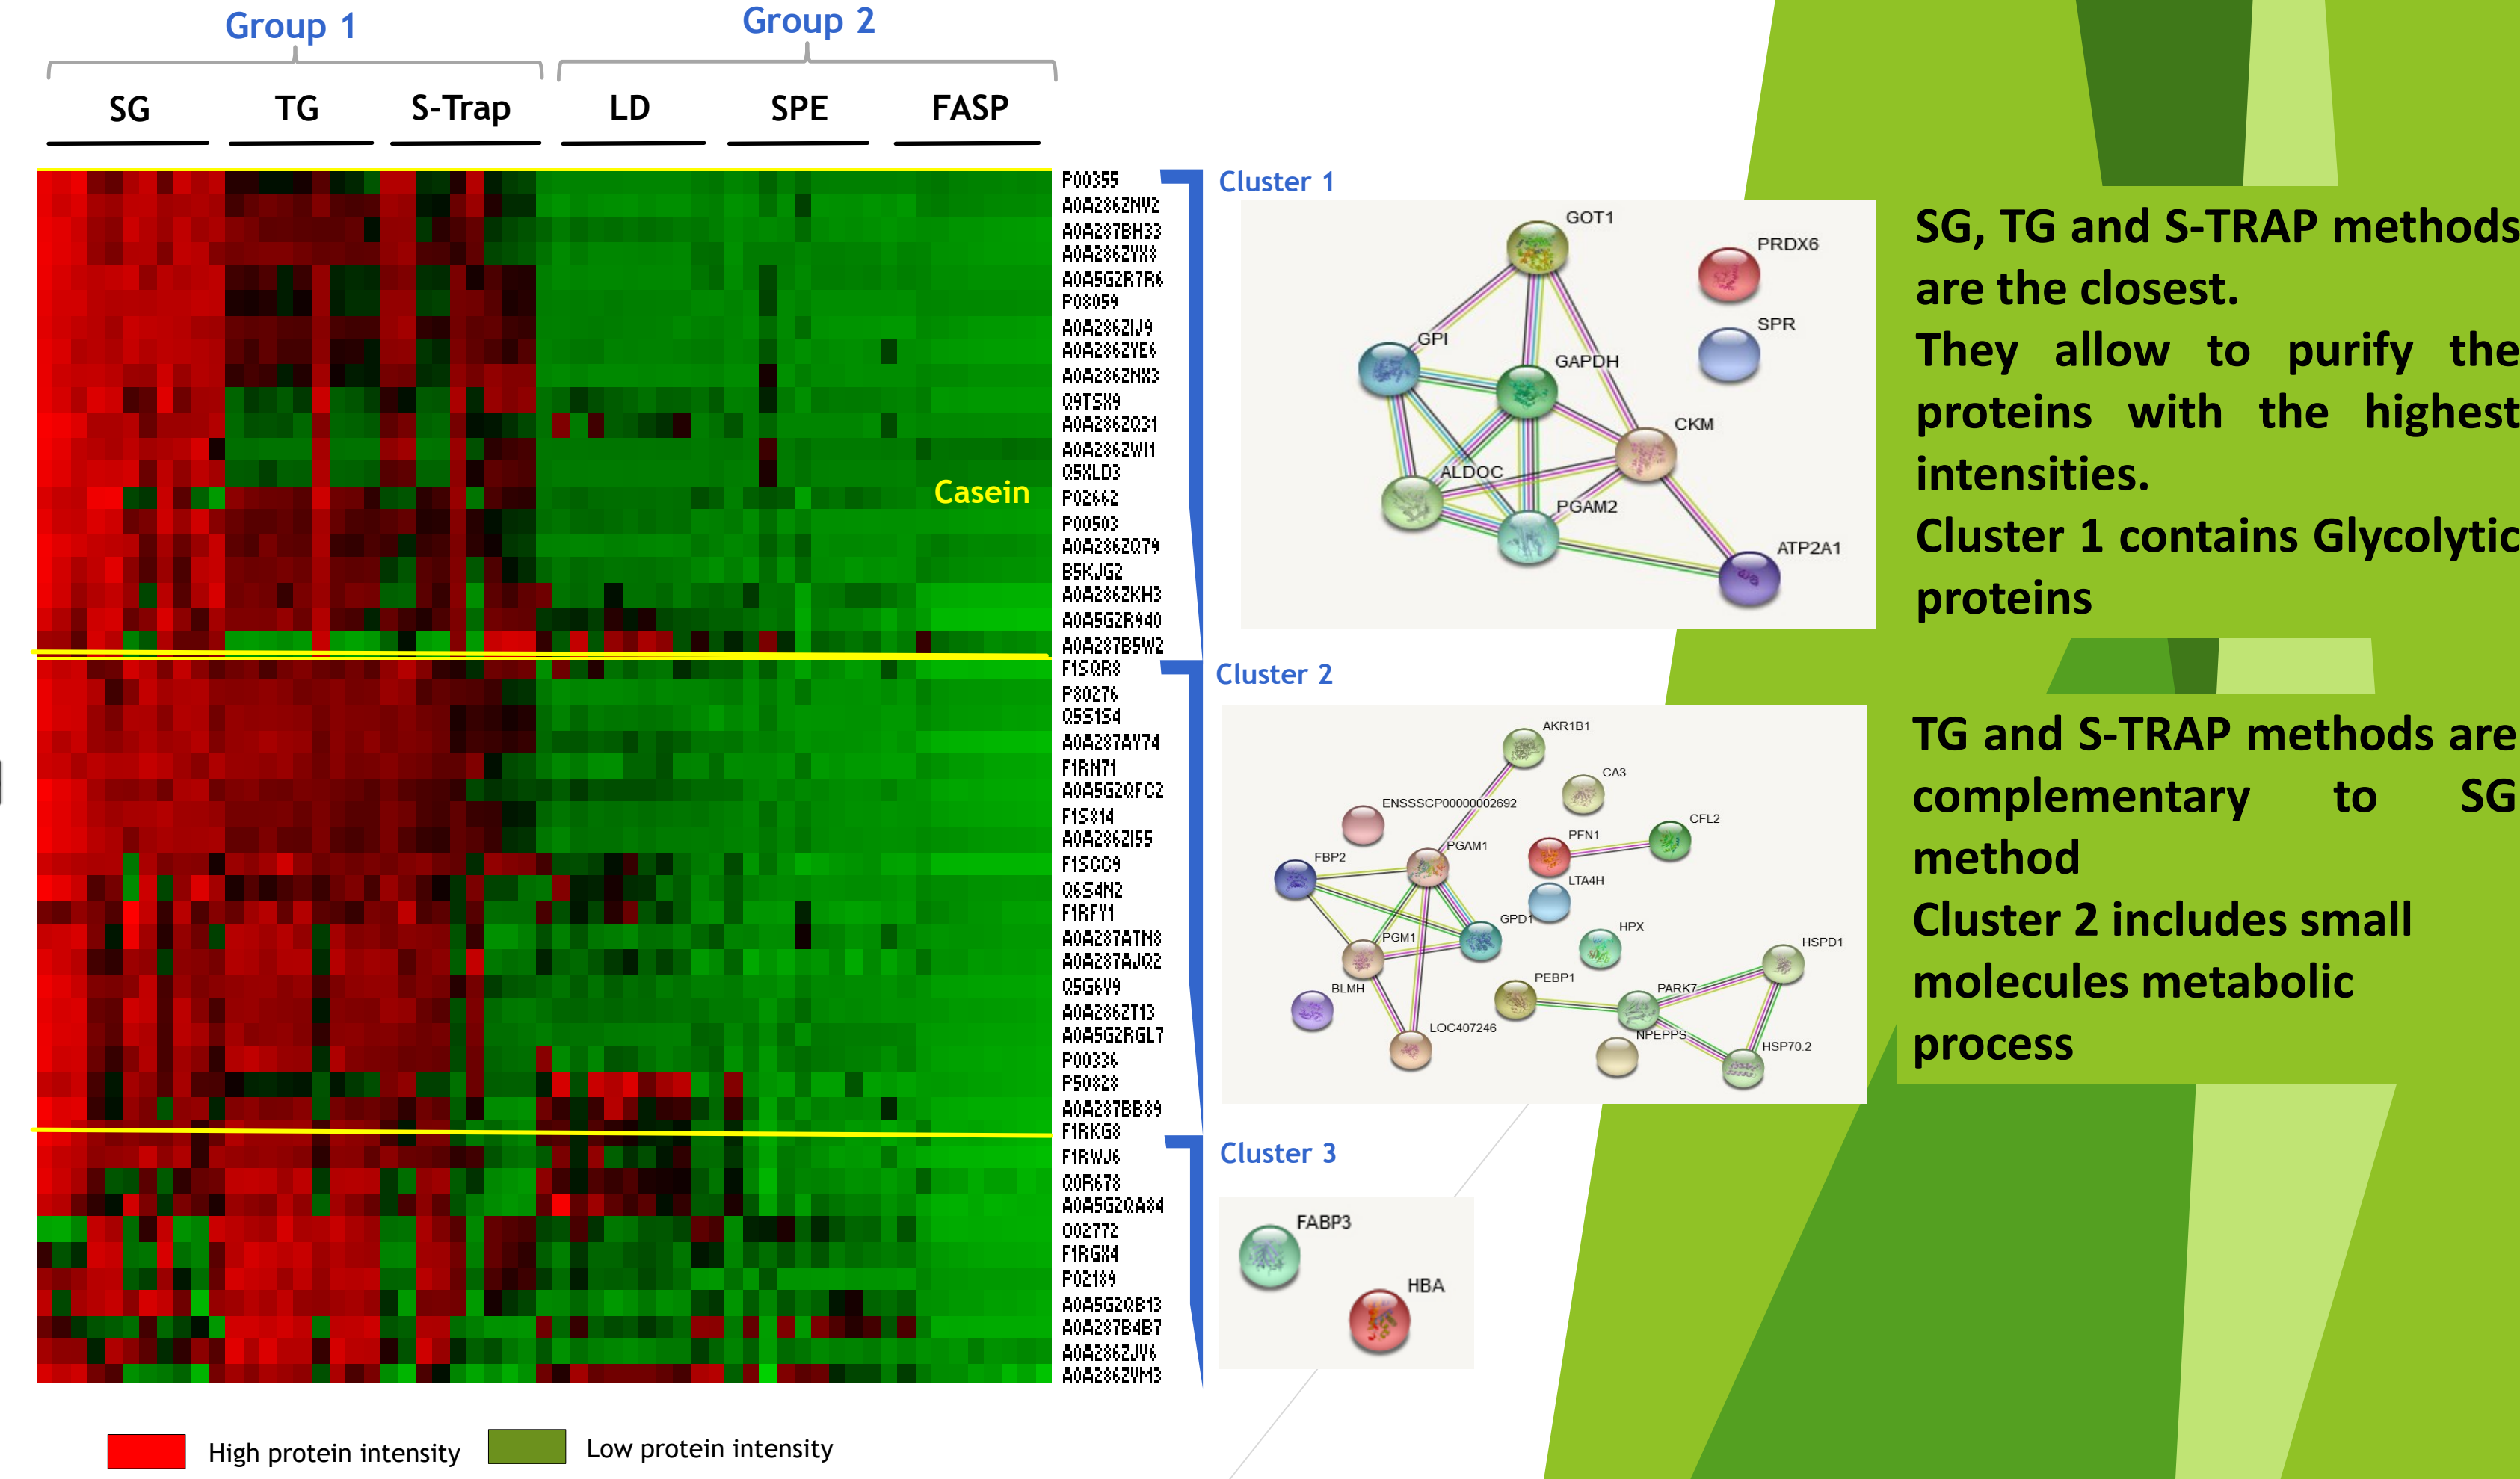 Group 1
Group 2
SG
TG
S-Trap
LD
SPE
FASP
P00355
A0A286ZNV2
A0A287BH33
A0A286ZYX8
A0A5G2R7R6
P08059
A0A286ZIJ9
A0A286ZYE6
A0A286ZNX3
Q9TSX9
A0A286ZQ31
A0A286ZWI1
Q5XLD3
P02662
P00503
A0A286ZQ79
B5KJG2
A0A286ZKH3
A0A5G2R940
A0A287B5W2
F1SQR8
P80276
Q5S1S4
A0A287AY74
F1RN71
A0A5G2QFC2
F1S814
A0A286ZI55
F1SCC9
Q6S4N2
F1RFY1
A0A287ATN8
A0A287AJQ2
Q5G6V9
A0A286ZT13
A0A5G2RGL7
P00336
P50828
A0A287BB89
F1RKG8
F1RWJ6
Q0R678
A0A5G2QA84
O02772
F1RGX4
P02189
A0A5G2QB13
A0A287B4B7
A0A286ZJV6
A0A286ZVM3
Casein
Cluster 1
GOT1
PRDX6
SPR
GPI
GAPDH
CKM
ALDOC
PGAM2
ATP2A1
Cluster 2
AKR1B1
CA3
ENSSSCP00000002692
CFL2
PFN1
PGAM1
FBP2
LTA4H
GPD1
HPX
PGM1
HSPD1
PEBP1
BLMH
PARK7
LOC407246
NPEPPS
HSP70.2
Cluster 3
FABP3
HBA
SG, TG and S-TRAP methods
are the closest.
They allow to purify the
proteins with the highest
intensities.
Cluster 1 contains Glycolytic
proteins
TG and S-TRAP methods are
complementary to SG
method
Cluster 2 includes small
molecules metabolic
process
High protein intensity
Low protein intensity